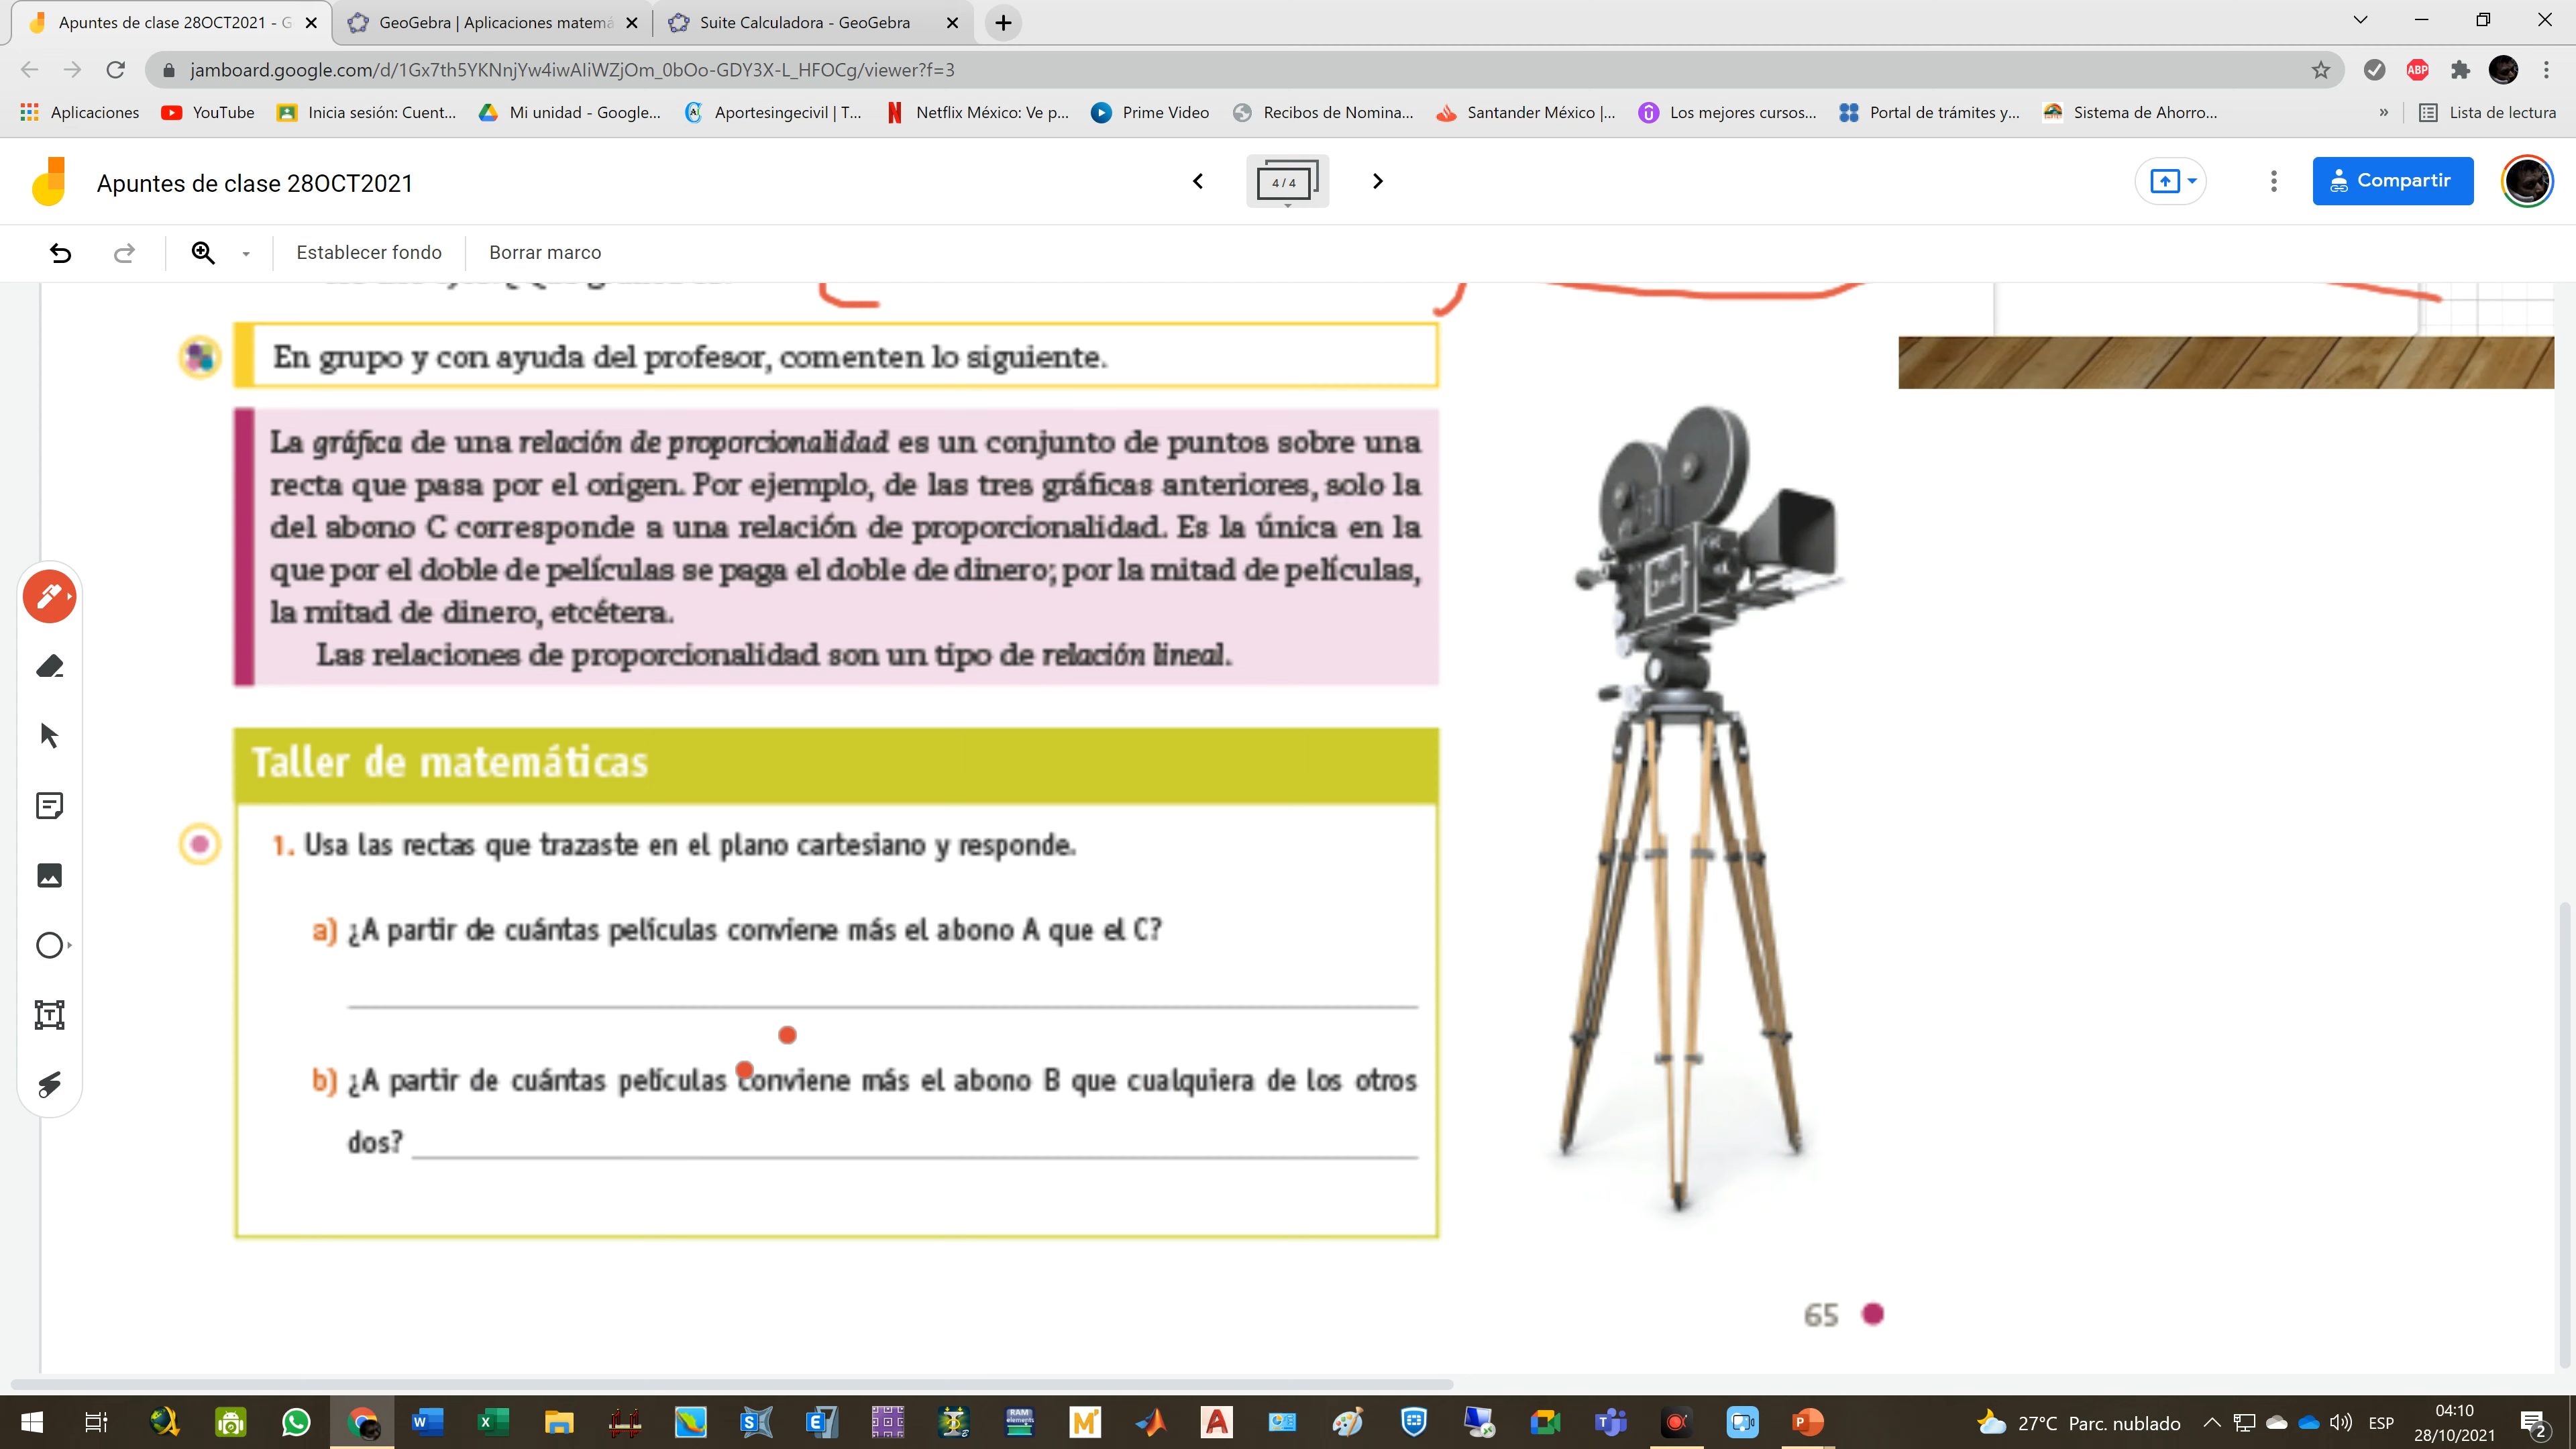 Apuntes de clase 28OCT2021 - G
GeoGebra | Aplicaciones matemá
Suite Calculadora - GeoGebra
jamboard.google.com/d/1Gx7th5YKNnjYw4iwAliWZjOm_0bOo-GDY3X-L_HFOCg/viewer?f=3
ABP
Aplicaciones
YouTube
Inicia sesión: Cuent...
Mi unidad - Google...
Aportesingecivil | T...
Netflix México: Ve p...
Prime Video
Recibos de Nomina...
Santander México |...
Los mejores cursos...
Portal de trámites y...
Sistema de Ahorro...
»
Lista de lectura
Apuntes de clase 28OCT2021
4 / 4
Compartir
Establecer fondo
Borrar marco
En grupo y con ayuda del profesor, comenten lo siguiente.
La gráfica de una relación de proporcionalidad es un conjunto de puntos sobre una
recta que pasa por el origen. Por ejemplo, de las tres gráficas anteriores, solo la
del abono C corresponde a una relación de proporcionalidad. Es la única en la
que por el doble de películas se paga el doble de dinero; por la mitad de películas,
la mitad de dinero, etcétera.
Las relaciones de proporcionalidad son un tipo de relación lineal.
Taller de matemáticas
1. Usa las rectas que trazaste en el plano cartesiano y responde.
a) ¿A partir de cuántas películas conviene más el abono A que el C?
b) ¿A partir de cuántas películas conviene más el abono B que cualquiera de los otros
dos?
65
27°C Parc. nublado
ESP
04:10
28/10/2021
2